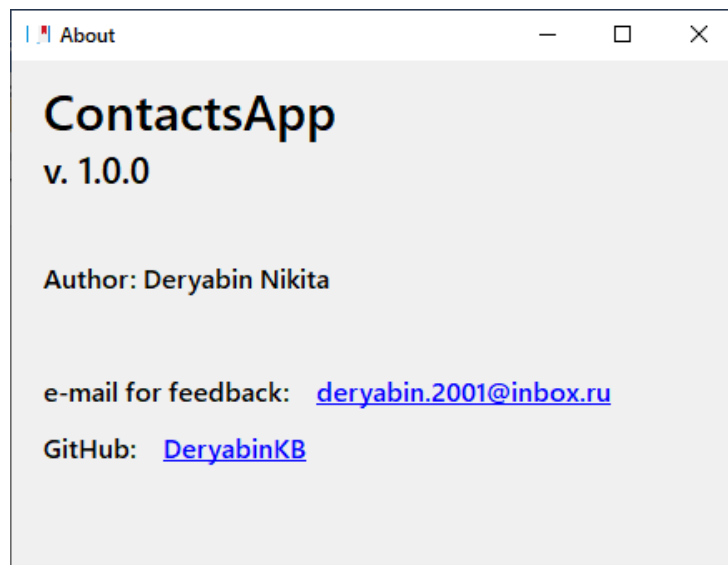 About
ContactsApp
v. 1.0.0
Author: Deryabin Nikita
e-mail for feedback: deryabin.2001@inbox.ru
GitHub: DeryabinKB